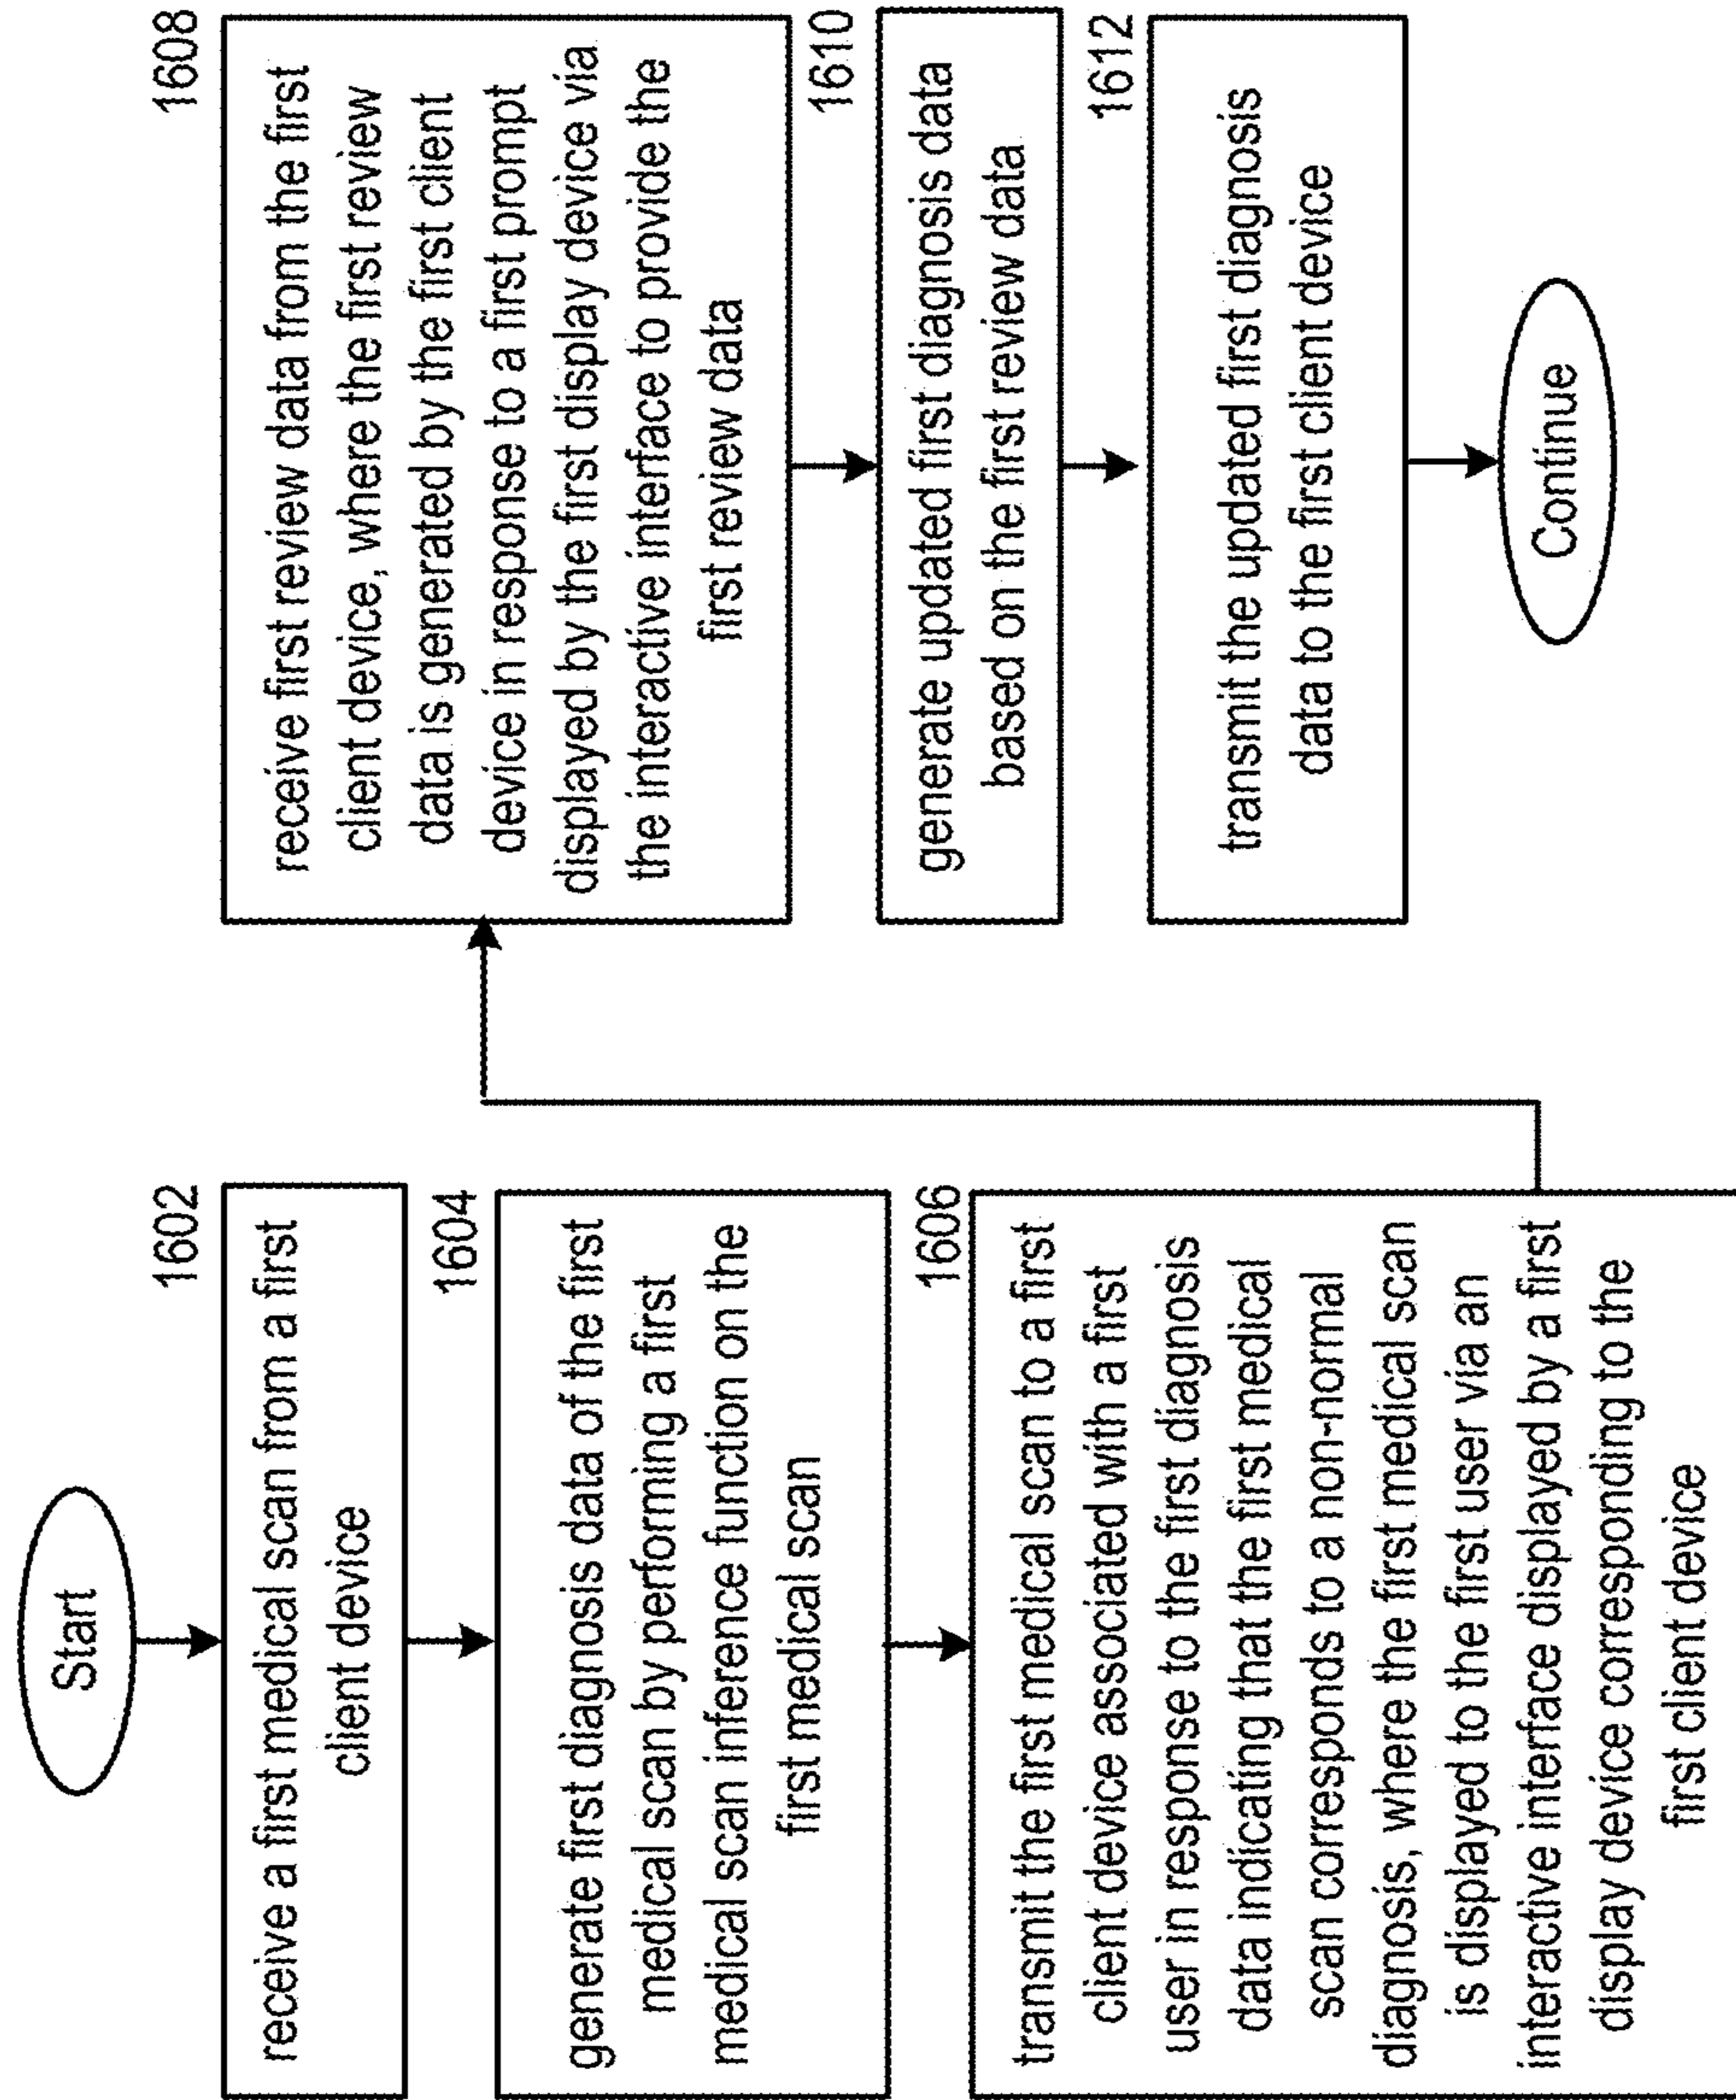 Start
1602
receive a first medical scan from a first
client device
1604
generate first diagnosis data of the first
medical scan by performing a first
medical scan inference function on the
first medical scan
1606
transmit the first medical scan to a first
client device associated with a first
user in response to the first diagnosis
data indicating that the first medical
scan corresponds to a non-normal
diagnosis, where the first medical scan
is displayed to the first user via an
interactive interface displayed by a first
display device corresponding to the
first client device
1608
receive first review data from the first
client device, where the first review
data is generated by the first client
device in response to a first prompt
displayed by the first display device via
the interactive interface to provide the
first review data
1610
generate updated first diagnosis data
based on the first review data
1612
transmit the updated first diagnosis
data to the first client device
Continue